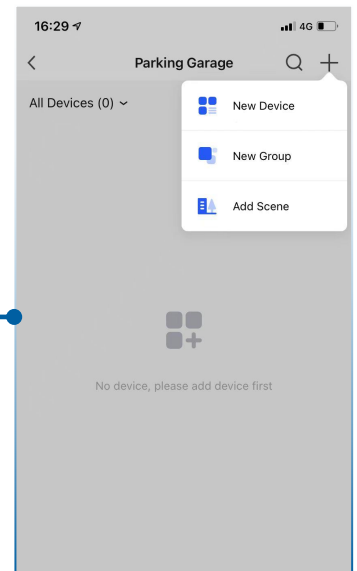 16:29
4G
Parking Garage
All Devices (0)
New Device
New Group
Add Scene
No device, please add device first